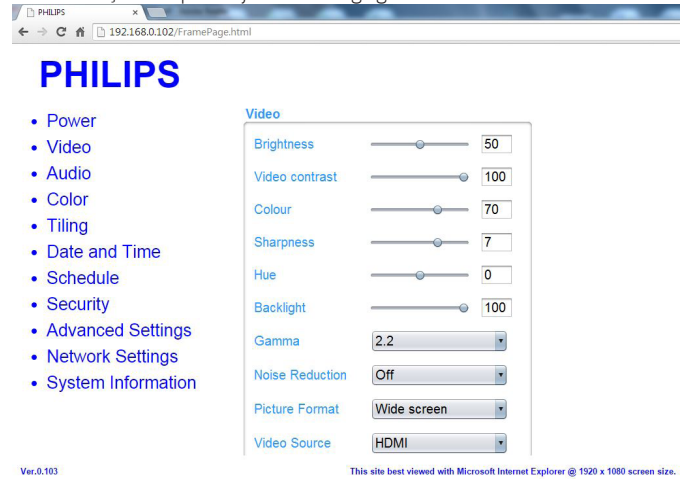 PHILIPS
192.168.0.102/FramePage.html
PHILIPS
• Power
• Video
• Audio
• Color
• Tiling
• Date and Time
• Schedule
• Security
• Advanced Settings
• Network Settings
• System Information
Video
Brightness 50
Video contrast 100
Colour 70
Sharpness 7
Hue 0
Backlight 100
Gamma 2.2
Noise Reduction Off
Picture Format Wide screen
Video Source HDMI
Ver.0.103
This site best viewed with Microsoft Internet Explorer @ 1920 x 1080 screen size.